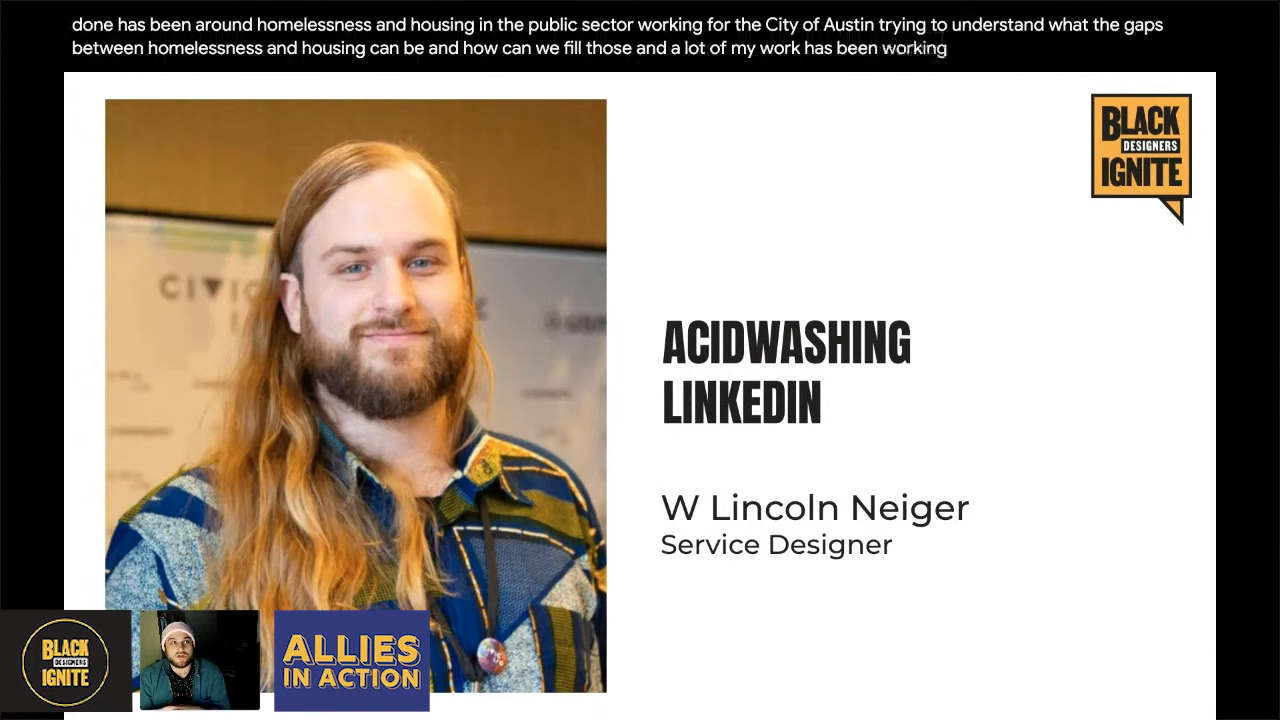 done has been around homelessness and housing in the public sector working for the City of Austin trying to understand what the gaps
between homelessness and housing can be and how can we fill those and a lot of my work has been working
BLACK
DESIGNERS
IGNITE
CIVIC
ACIDWASHING
LINKEDIN
W Lincoln Neiger
Service Designer
BLACK
DESIGNERS
IGNITE
ALLIES
IN ACTION